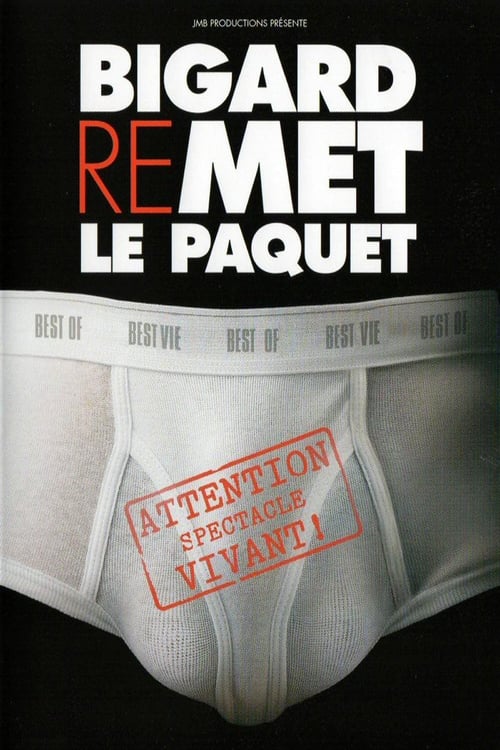 JMB PRODUCTIONS PRÉSENTE
BIGARD
REMET
LE PAQUET
BEST OF BEST VIE BEST OF BEST VIE BEST OF
ATTENTION
SPECTACLE
VIVANT!